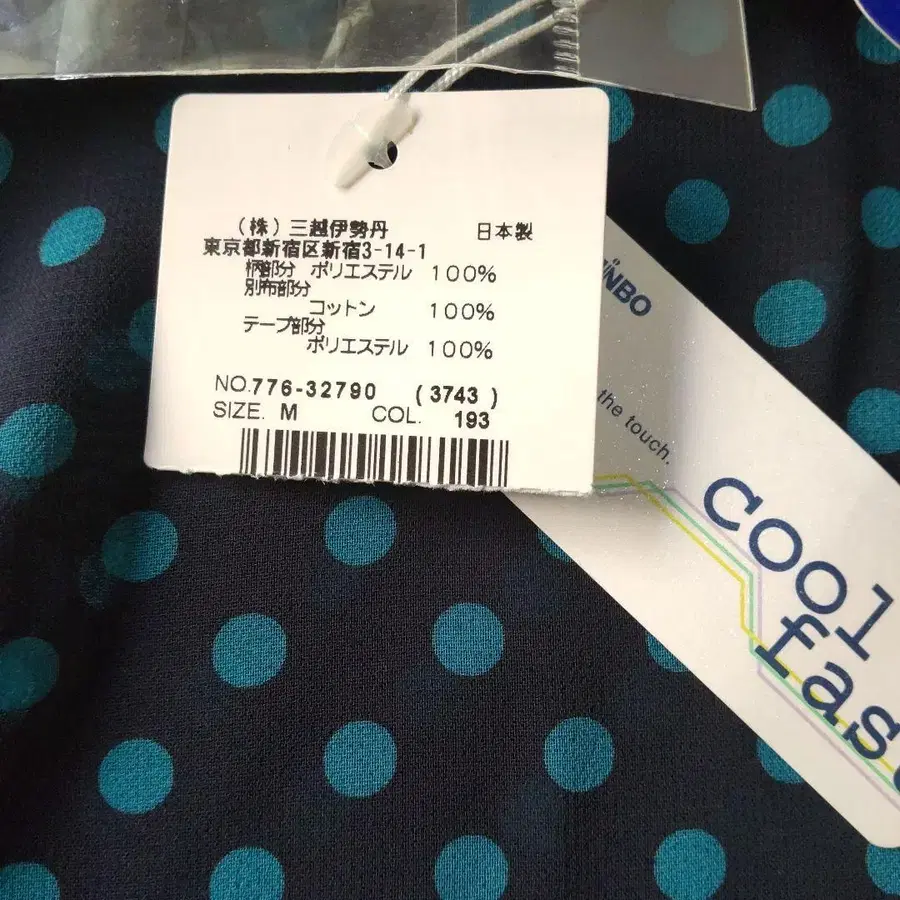 （株）三越伊勢丹 日本製
東京都新宿区新宿3-14-1
柄部分 ポリエステル 100%
別布部分
コットン 100%
テープ部分
ポリエステル 100%
NO.776-32790 (3743 )
SIZE. M COL. 193
the touch.
cool